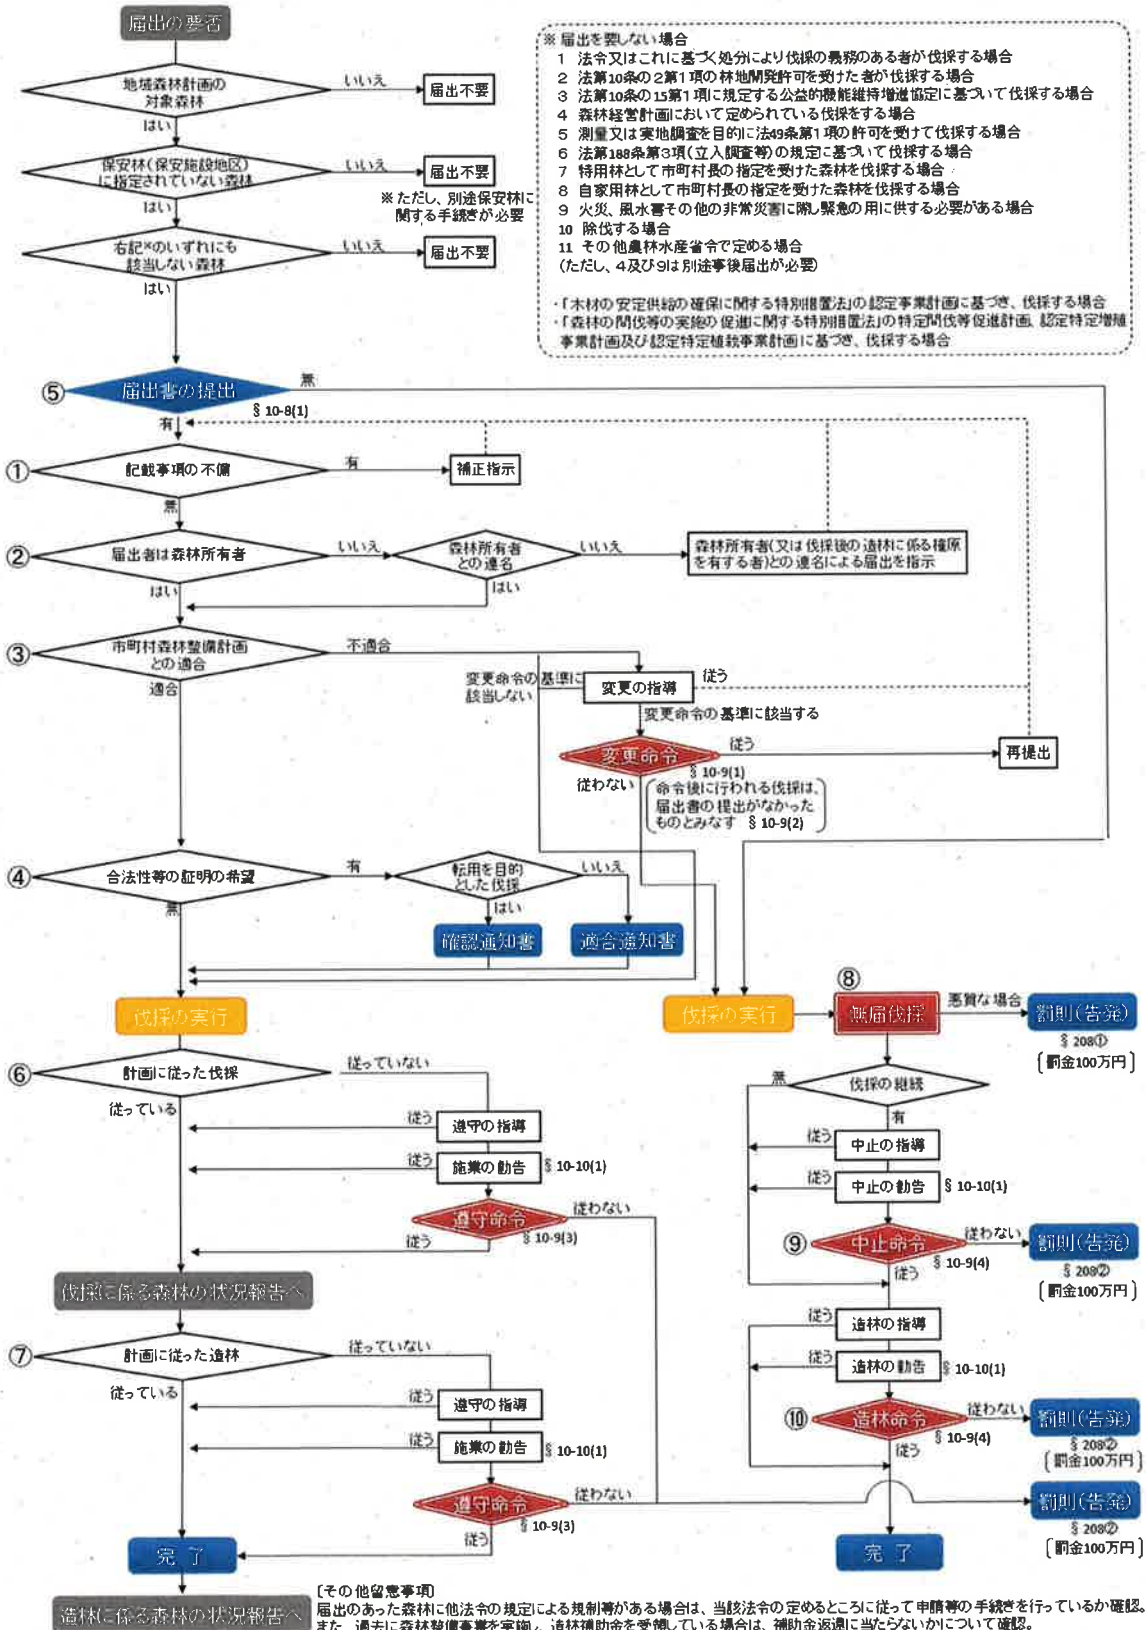 届出の要否
地域森林計画の
対象森林
いいえ
届出不要
はい
保安林(保安施設地区)
に指定されていない森林
いいえ
届出不要
※ただし、別途保安林に
関する手続きが必要
はい
右記※のいずれにも
該当しない森林
いいえ
届出不要
はい
※ 届出を要しない場合
1 法令又はこれに基づく処分により伐採の義務のある者が伐採する場合
2 法第10条の2第1項の林地開発許可を受けた者が伐採する場合
3 法第10条の15第1項に規定する公益的機能維持増進協定に基づいて伐採する場合
4 森林経営計画において定められている伐採をする場合
5 測量又は実地調査を目的に法49条第1項の許可を受けて伐採する場合
6 法第188条第3項(立入調査等)の規定に基づいて伐採する場合
7 特用林として市町村長の指定を受けた森林を伐採する場合
8 自家用林として市町村長の指定を受けた森林を伐採する場合
9 火災、風水害その他の非常災害に際し緊急の用に供する必要がある場合
10 除伐する場合
11 その他農林水産省令で定める場合
(ただし、4及び9は別途事後届出が必要)
・「木材の安定供給の確保に関する特別措置法」の認定事業計画に基づき、伐採する場合
・「森林の間伐等の実施の促進に関する特別措置法」の特定間伐等促進計画、認定特定増殖
事業計画及び認定特定植栽事業計画に基づき、伐採する場合
⑤
届出書の提出
無
§ 10-8(1)
有
①
記載事項の不備
有
補正指示
無
②
届出者は森林所有者
いいえ
森林所有者
との連名
いいえ
森林所有者(又は伐採後の造林に係る権原
を有する者)との連名による届出を指示
はい
はい
③
市町村森林整備計画
との適合
不適合
適合
変更命令の基準に
該当しない
変更の指導
従う
変更命令の基準に該当する
変更命令
従う
再提出
§ 10-9(1)
従わない
命令後に行われる伐採は、
届出書の提出がなかった
ものとみなす § 10-9(2)
④
合法性等の証明の希望
有
転用を目的
とした伐採
いいえ
無
はい
確認通知書
適合通知書
伐採の実行
伐採の実行
⑧
無届伐採
悪質な場合
罰則(告発)
§ 208①
[罰金100万円]
⑥
計画に従った伐採
従っていない
従っている
従う
遵守の指導
従う
施業の勧告
§ 10-10(1)
遵守命令
従わない
§ 10-9(3)
従う
無
伐採の継続
有
従う
中止の指導
従う
中止の勧告
§ 10-10(1)
⑨
中止命令
従わない
罰則(告発)
§ 10-9(4)
従う
§ 208②
[罰金100万円]
伐採に係る森林の状況報告へ
⑦
計画に従った造林
従っていない
従っている
従う
遵守の指導
従う
施業の勧告
§ 10-10(1)
遵守命令
従わない
§ 10-9(3)
従う
従う
造林の指導
従う
造林の勧告
§ 10-10(1)
⑩
造林命令
従わない
罰則(告発)
§ 10-9(4)
従う
§ 208②
[罰金100万円]
罰則(告発)
§ 208②
[罰金100万円]
完 了
完 了
造林に係る森林の状況報告へ
〔その他留意事項〕
届出のあった森林に他法令の規定による規制等がある場合は、当該法令の定めるところに従って申請等の手続きを行っているか確認。
また、過去に森林整備事業を実施し、造林補助金を受領している場合は、補助金返還に当たらないかについて確認。